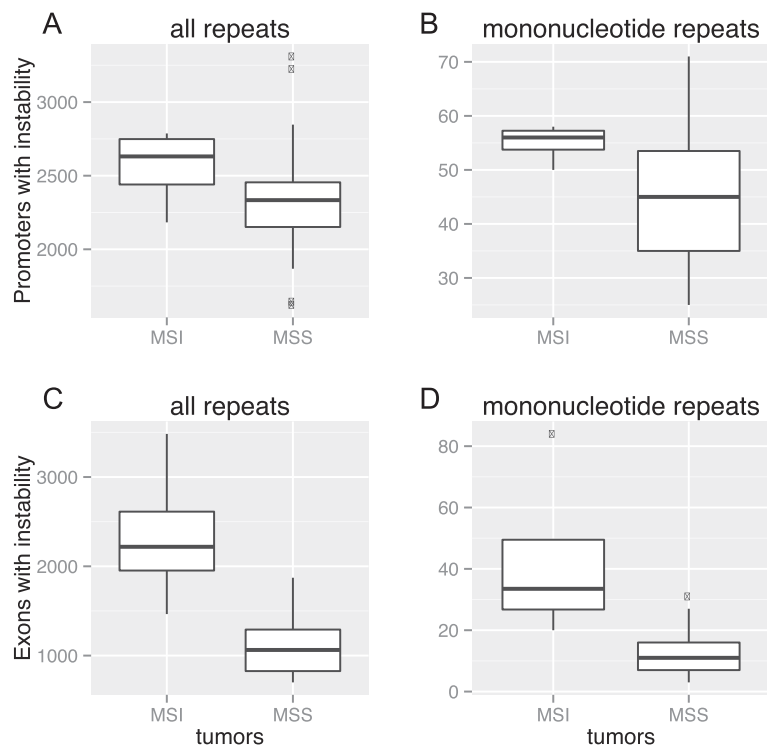 A
all repeats
B
mononucleotide repeats
Promoters with instability
3000
2500
2000
MSI
MSS
70
60
50
40
30
MSI
MSS
C
all repeats
D
mononucleotide repeats
Exons with instability
3000
2000
1000
MSI
MSS
tumors
80
60
40
20
0
MSI
MSS
tumors